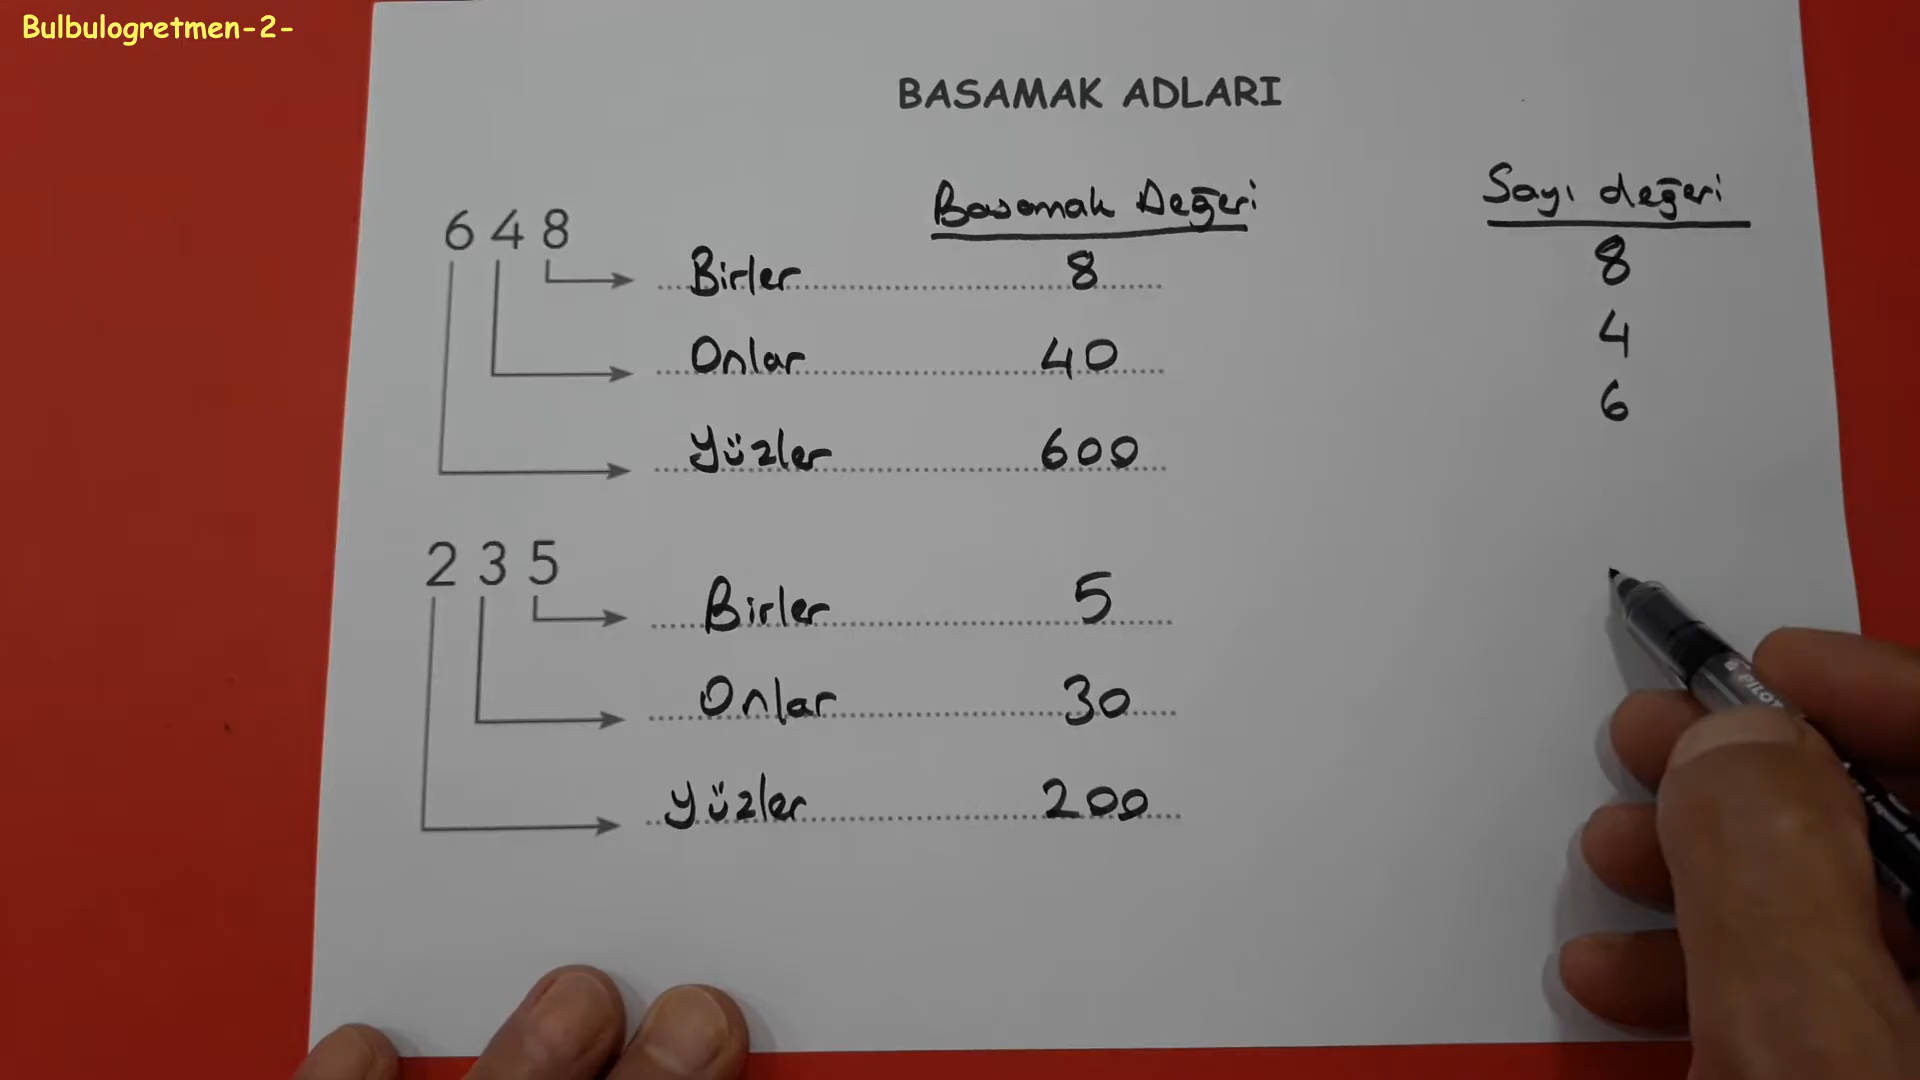 Bulbulogretmen-2-
BASAMAK ADLARI
Basamak Değeri Sayı değeri
648
Birler 8 8
Onlar 40 4
Yüzler 600 6
235
Birler 5
Onlar 30
Yüzler 200
PILOT